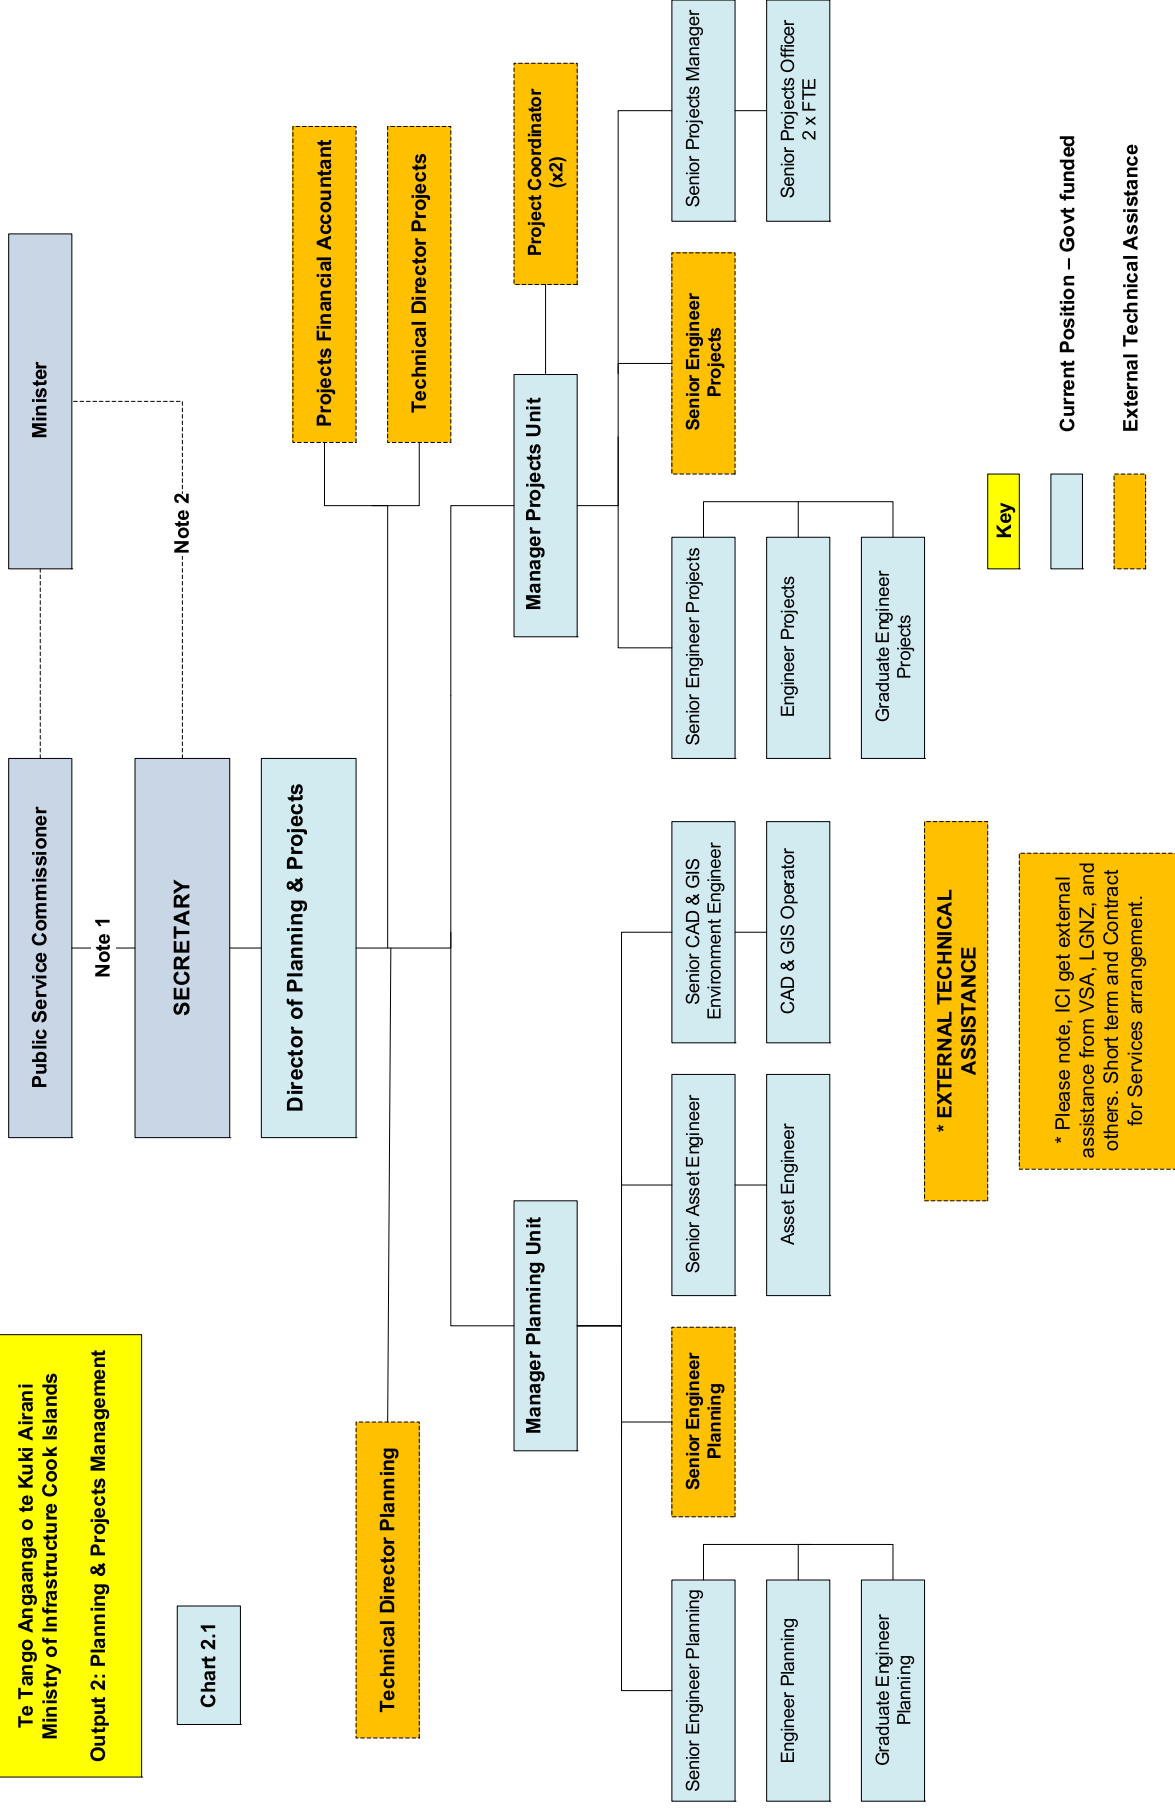 Te Tango Angaanga o te Kuki Airani
Ministry of Infrastructure Cook Islands
Output 2: Planning & Projects Management
Chart 2.1
Public Service Commissioner
Minister
Note 1
Note 2
SECRETARY
Director of Planning & Projects
Projects Financial Accountant
Technical Director Planning
Technical Director Projects
Manager Planning Unit
Manager Projects Unit
Project Coordinator
(x2)
Senior Engineer Planning
Engineer Planning
Graduate Engineer
Planning
Senior Engineer
Planning
Senior Asset Engineer
Asset Engineer
Senior CAD & GIS
Environment Engineer
CAD & GIS Operator
Senior Engineer Projects
Engineer Projects
Graduate Engineer
Projects
Senior Engineer
Projects
Senior Projects Manager
Senior Projects Officer
2 x FTE
* EXTERNAL TECHNICAL
ASSISTANCE
* Please note, ICI get external
assistance from VSA, LGNZ, and
others. Short term and Contract
for Services arrangement.
Key
Current Position – Govt funded
External Technical Assistance